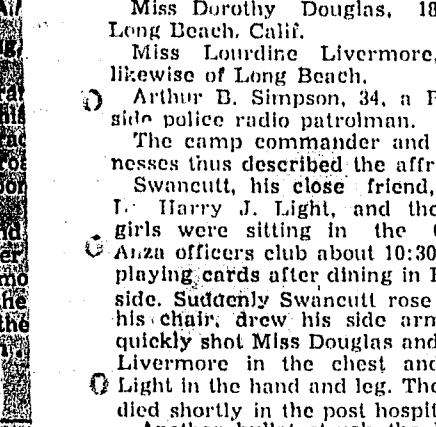 Miss Dorothy Douglas, 18
Long Beach, Calif.
Miss Lourdine Livermore,
likewise of Long Beach.
Arthur B. Simpson, 34, a
side police radio patrolman.
The camp commander and
nesses thus described the affr
Swancutt, his close friend,
Harry J. Light, and the
girls were sitting in the
Anza officers club about 10:30
playing cards after dining in
side. Suddenly Swancutt rose
his chair, drew his side arm
quickly shot Miss Douglas and
Livermore in the chest and
Light in the hand and leg. The
died shortly in the post hospit
Another bullet struck the